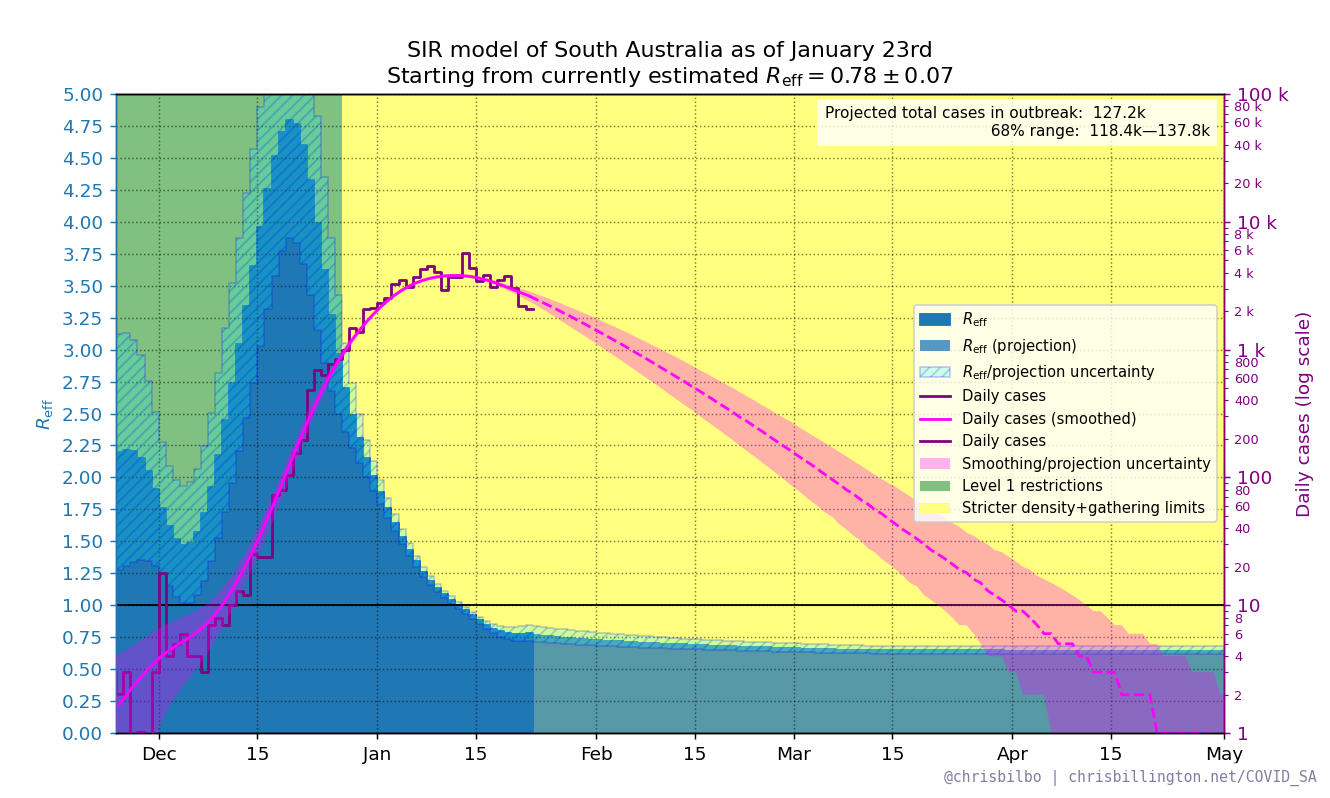 SIR model of South Australia as of January 23rd
Starting from currently estimated R_eff = 0.78 ± 0.07
Projected total cases in outbreak: 127.2k
68% range: 118.4k—137.8k
R_eff
5.00
4.75
4.50
4.25
4.00
3.75
3.50
3.25
3.00
2.75
2.50
2.25
2.00
1.75
1.50
1.25
1.00
0.75
0.50
0.25
0.00
100 k
80 k
60 k
40 k
20 k
10 k
8 k
6 k
4 k
2 k
1 k
800
600
400
200
100
80
60
40
20
10
8
6
4
2
1
Daily cases (log scale)
R_eff
R_eff (projection)
R_eff/projection uncertainty
Daily cases
Daily cases (smoothed)
Daily cases
Smoothing/projection uncertainty
Level 1 restrictions
Stricter density+gathering limits
Dec 15 Jan 15 Feb 15 Mar 15 Apr 15 May
@chrisbilbo | chrisbillington.net/COVID_SA